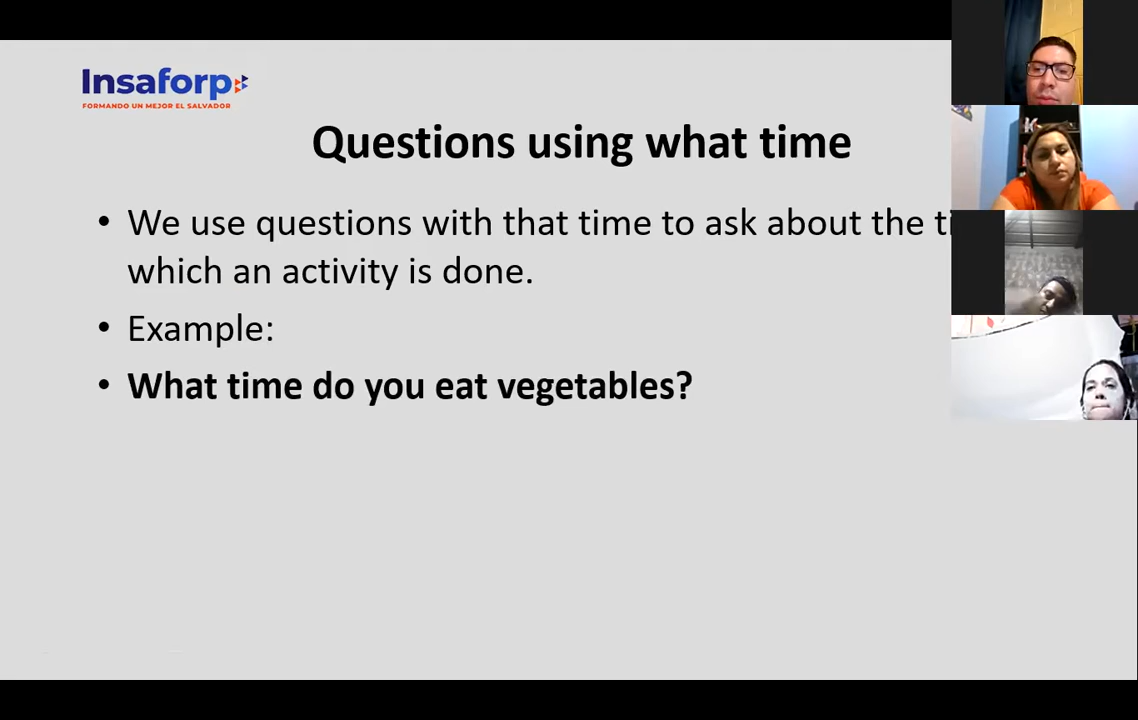 Insaforp
FORMANDO UN MEJOR EL SALVADOR
Questions using what time
• We use questions with that time to ask about the
which an activity is done.
• Example:
• What time do you eat vegetables?